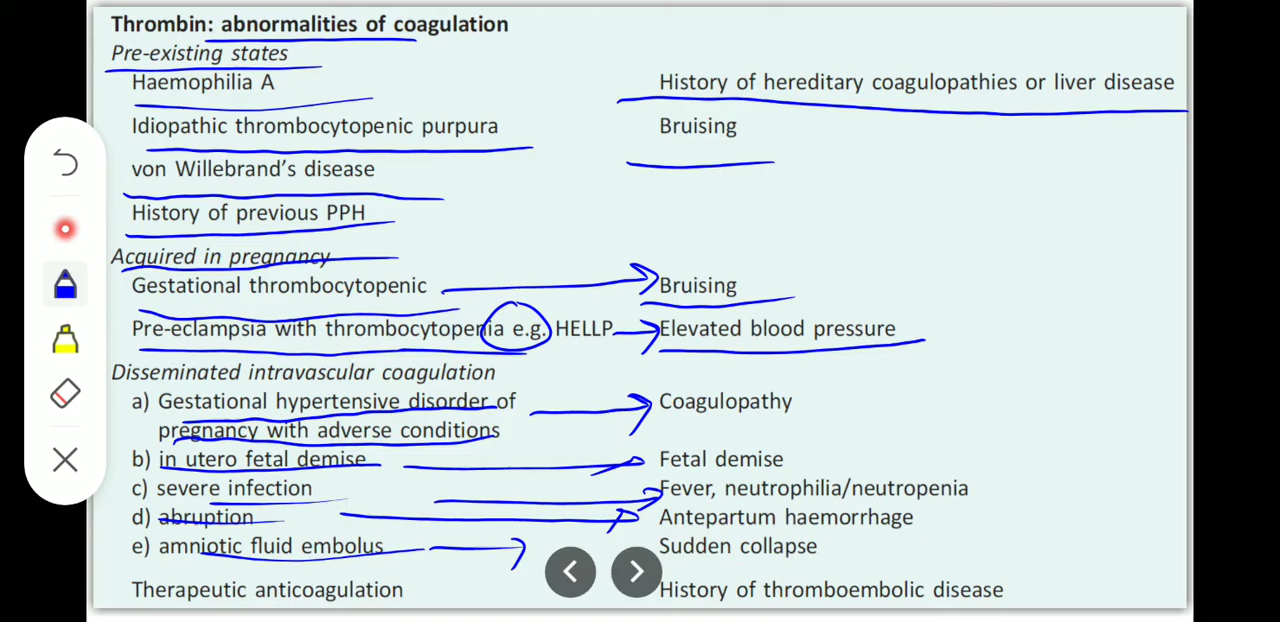 Thrombin: abnormalities of coagulation
Pre-existing states
Haemophilia A History of hereditary coagulopathies or liver disease
Idiopathic thrombocytopenic purpura Bruising
von Willebrand's disease
History of previous PPH
Acquired in pregnancy
Gestational thrombocytopenic Bruising
Pre-eclampsia with thrombocytopenia e.g. HELLP Elevated blood pressure
Disseminated intravascular coagulation
a) Gestational hypertensive disorder of Coagulopathy
pregnancy with adverse conditions
b) in utero fetal demise Fetal demise
c) severe infection Fever, neutrophilia/neutropenia
d) abruption Antepartum haemorrhage
e) amniotic fluid embolus Sudden collapse
Therapeutic anticoagulation History of thromboembolic disease